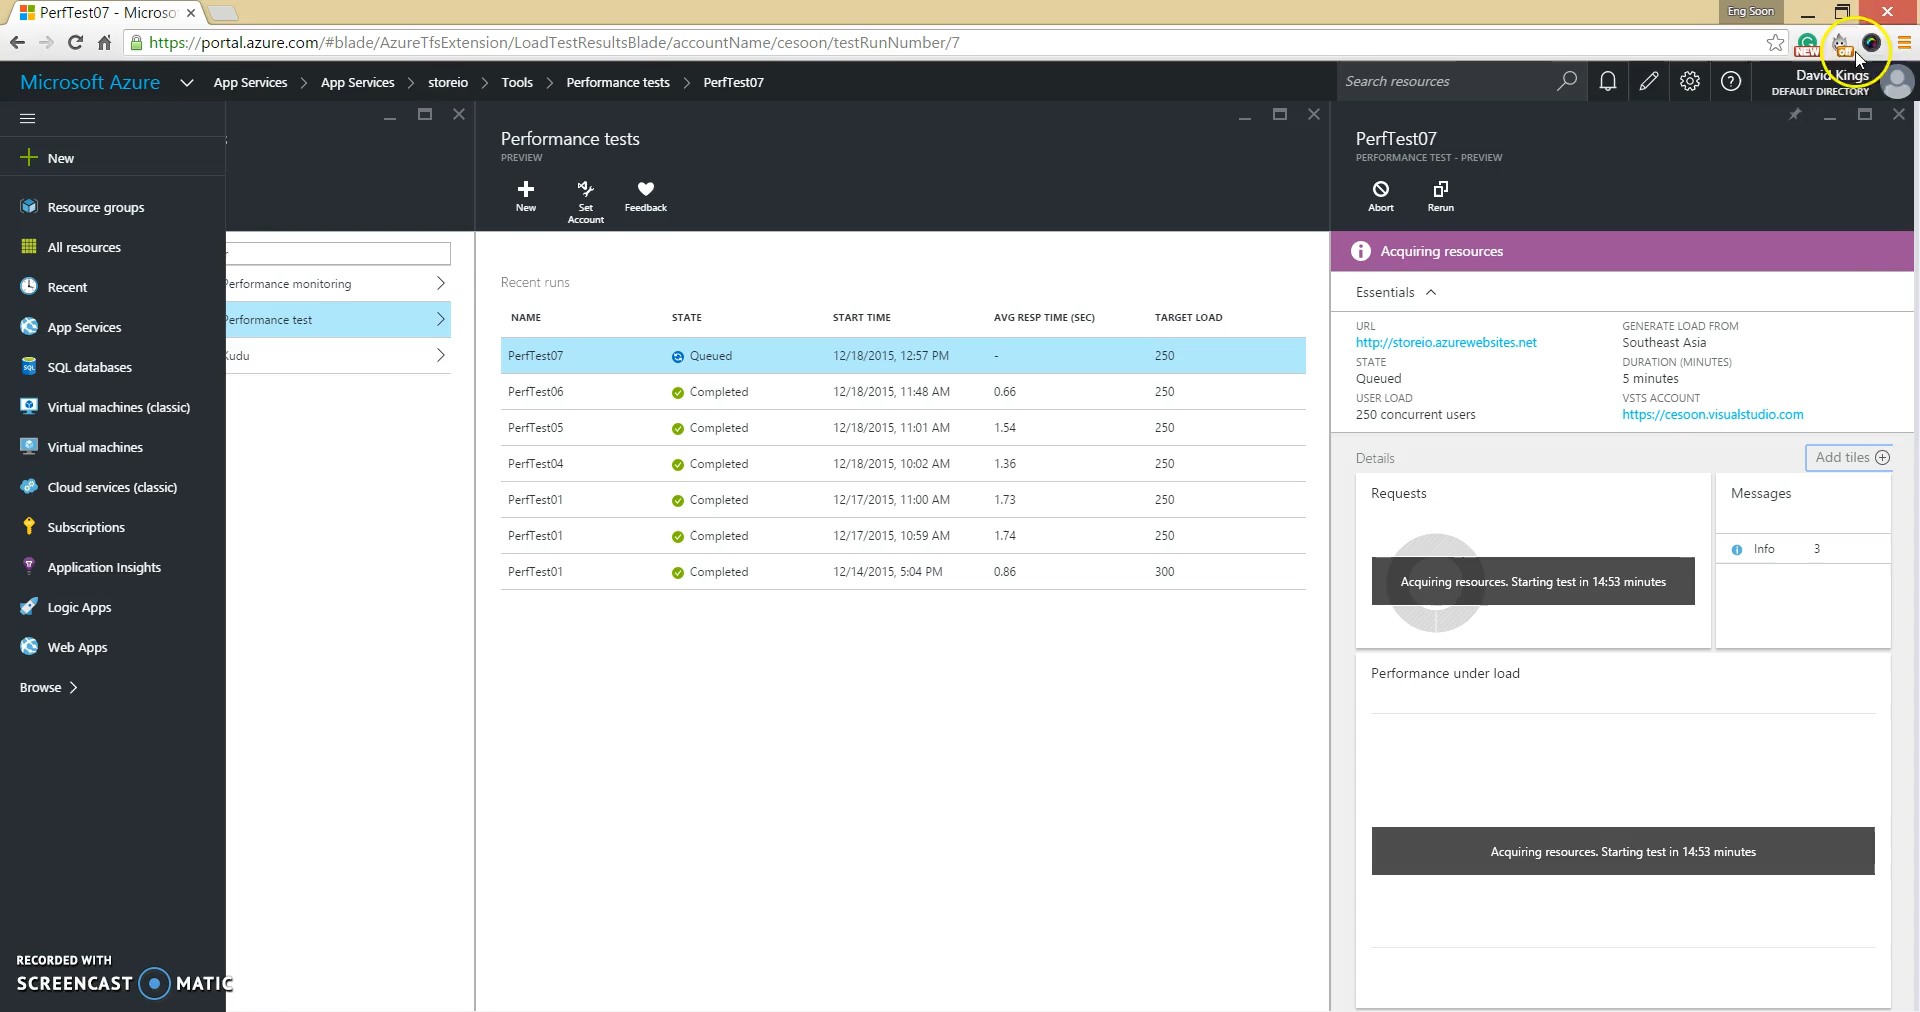 PerfTest07 - Microso
Eng Soon
https://portal.azure.com/#blade/AzureTfsExtension/LoadTestResultsBlade/accountName/cesoon/testRunNumber/7
NEW
off
Microsoft Azure
App Services
App Services
storeio
Tools
Performance tests
PerfTest07
Search resources
David Kings
DEFAULT DIRECTORY
New
Resource groups
All resources
Recent
App Services
SQL databases
SQL
Virtual machines (classic)
Virtual machines
Cloud services (classic)
Subscriptions
Application Insights
Logic Apps
Web Apps
Browse
RECORDED WITH
SCREENCAST MATIC
Performance monitoring
Performance test
Kudu
Performance tests
PREVIEW
New
Set
Account
Feedback
Recent runs
NAME STATE START TIME AVG RESP TIME (SEC) TARGET LOAD
PerfTest07 Queued 12/18/2015, 12:57 PM - 250
PerfTest06 Completed 12/18/2015, 11:48 AM 0.66 250
PerfTest05 Completed 12/18/2015, 11:01 AM 1.54 250
PerfTest04 Completed 12/18/2015, 10:02 AM 1.36 250
PerfTest01 Completed 12/17/2015, 11:00 AM 1.73 250
PerfTest01 Completed 12/17/2015, 10:59 AM 1.74 250
PerfTest01 Completed 12/14/2015, 5:04 PM 0.86 300
PerfTest07
PERFORMANCE TEST - PREVIEW
Abort
Rerun
Acquiring resources
Essentials
URL
http://storeio.azurewebsites.net
STATE
Queued
USER LOAD
250 concurrent users
GENERATE LOAD FROM
Southeast Asia
DURATION (MINUTES)
5 minutes
VSTS ACCOUNT
https://cesoon.visualstudio.com
Details
Add tiles
Requests
Acquiring resources. Starting test in 14:53 minutes
Messages
Info 3
Performance under load
Acquiring resources. Starting test in 14:53 minutes